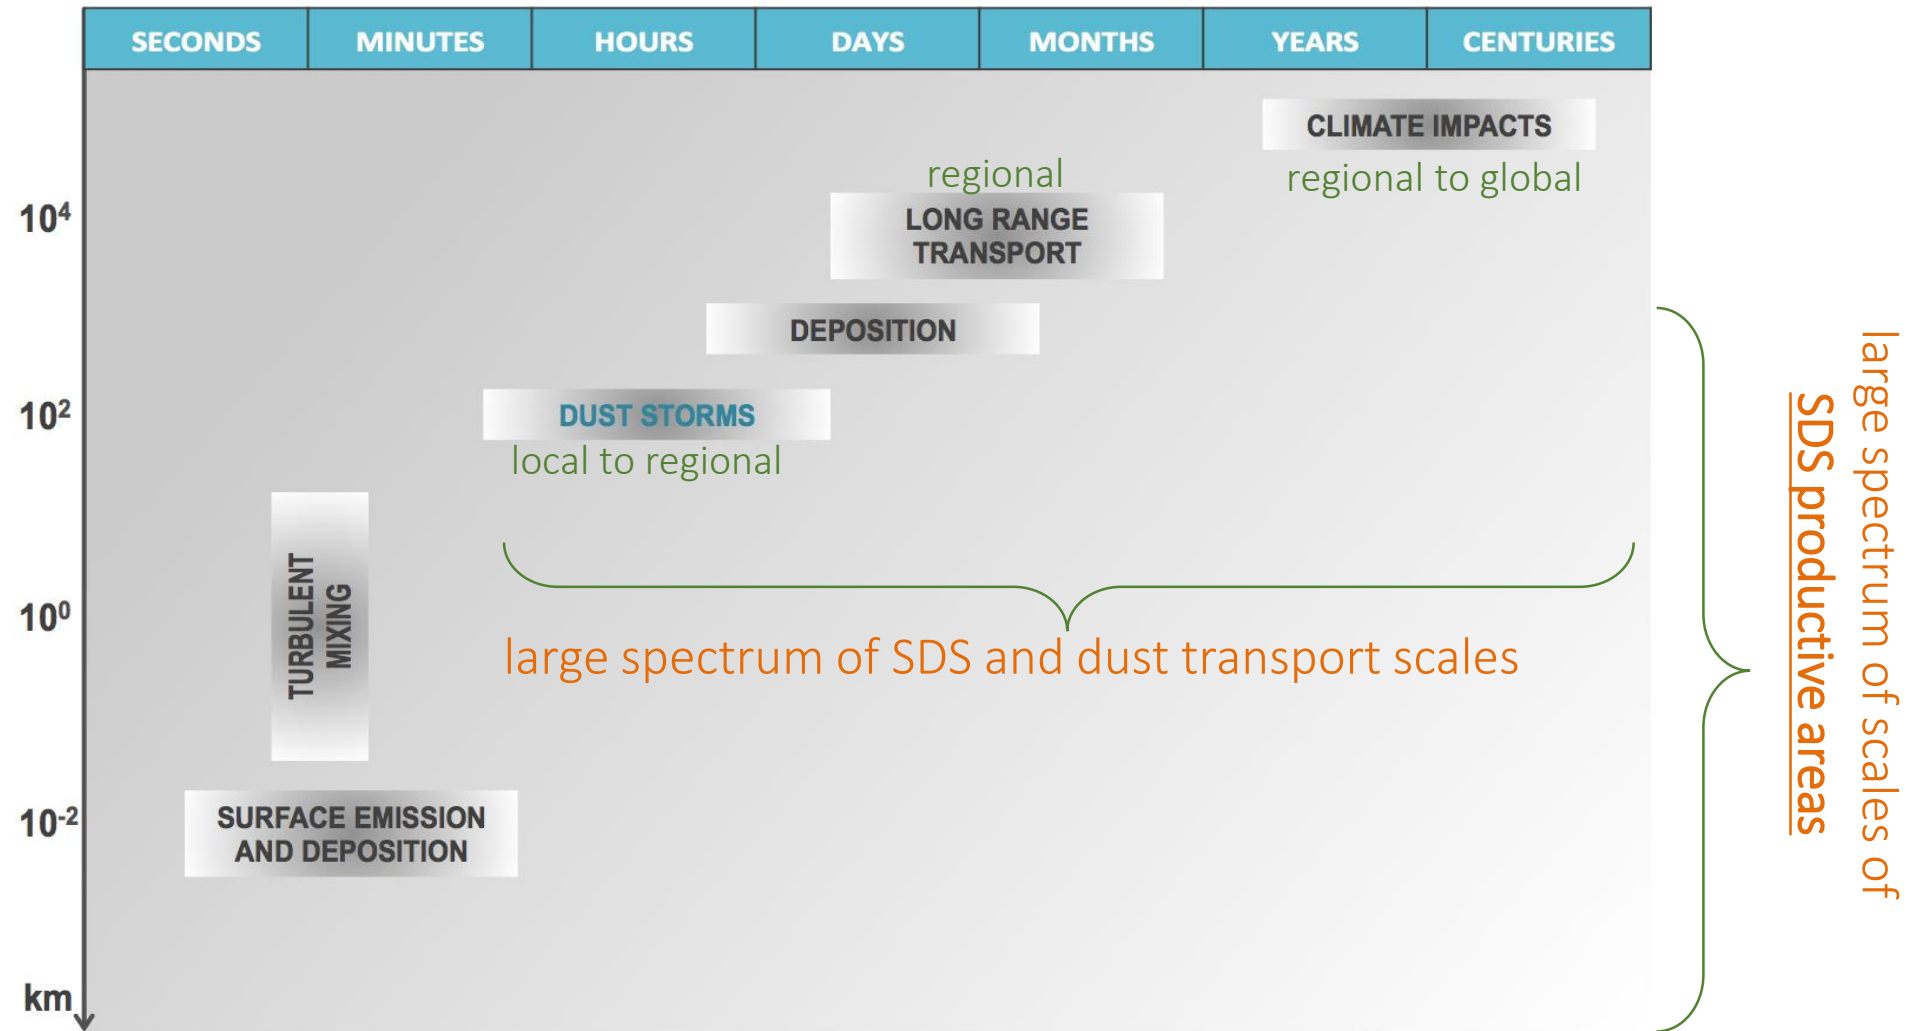 SECONDS MINUTES HOURS DAYS MONTHS YEARS CENTURIES
CLIMATE IMPACTS
regional to global
regional
LONG RANGE
TRANSPORT
10⁴
DEPOSITION
10²
DUST STORMS
local to regional
TURBULENT
MIXING
10⁰
large spectrum of SDS and dust transport scales
10⁻²
SURFACE EMISSION
AND DEPOSITION
km
large spectrum of scales of
SDS productive areas